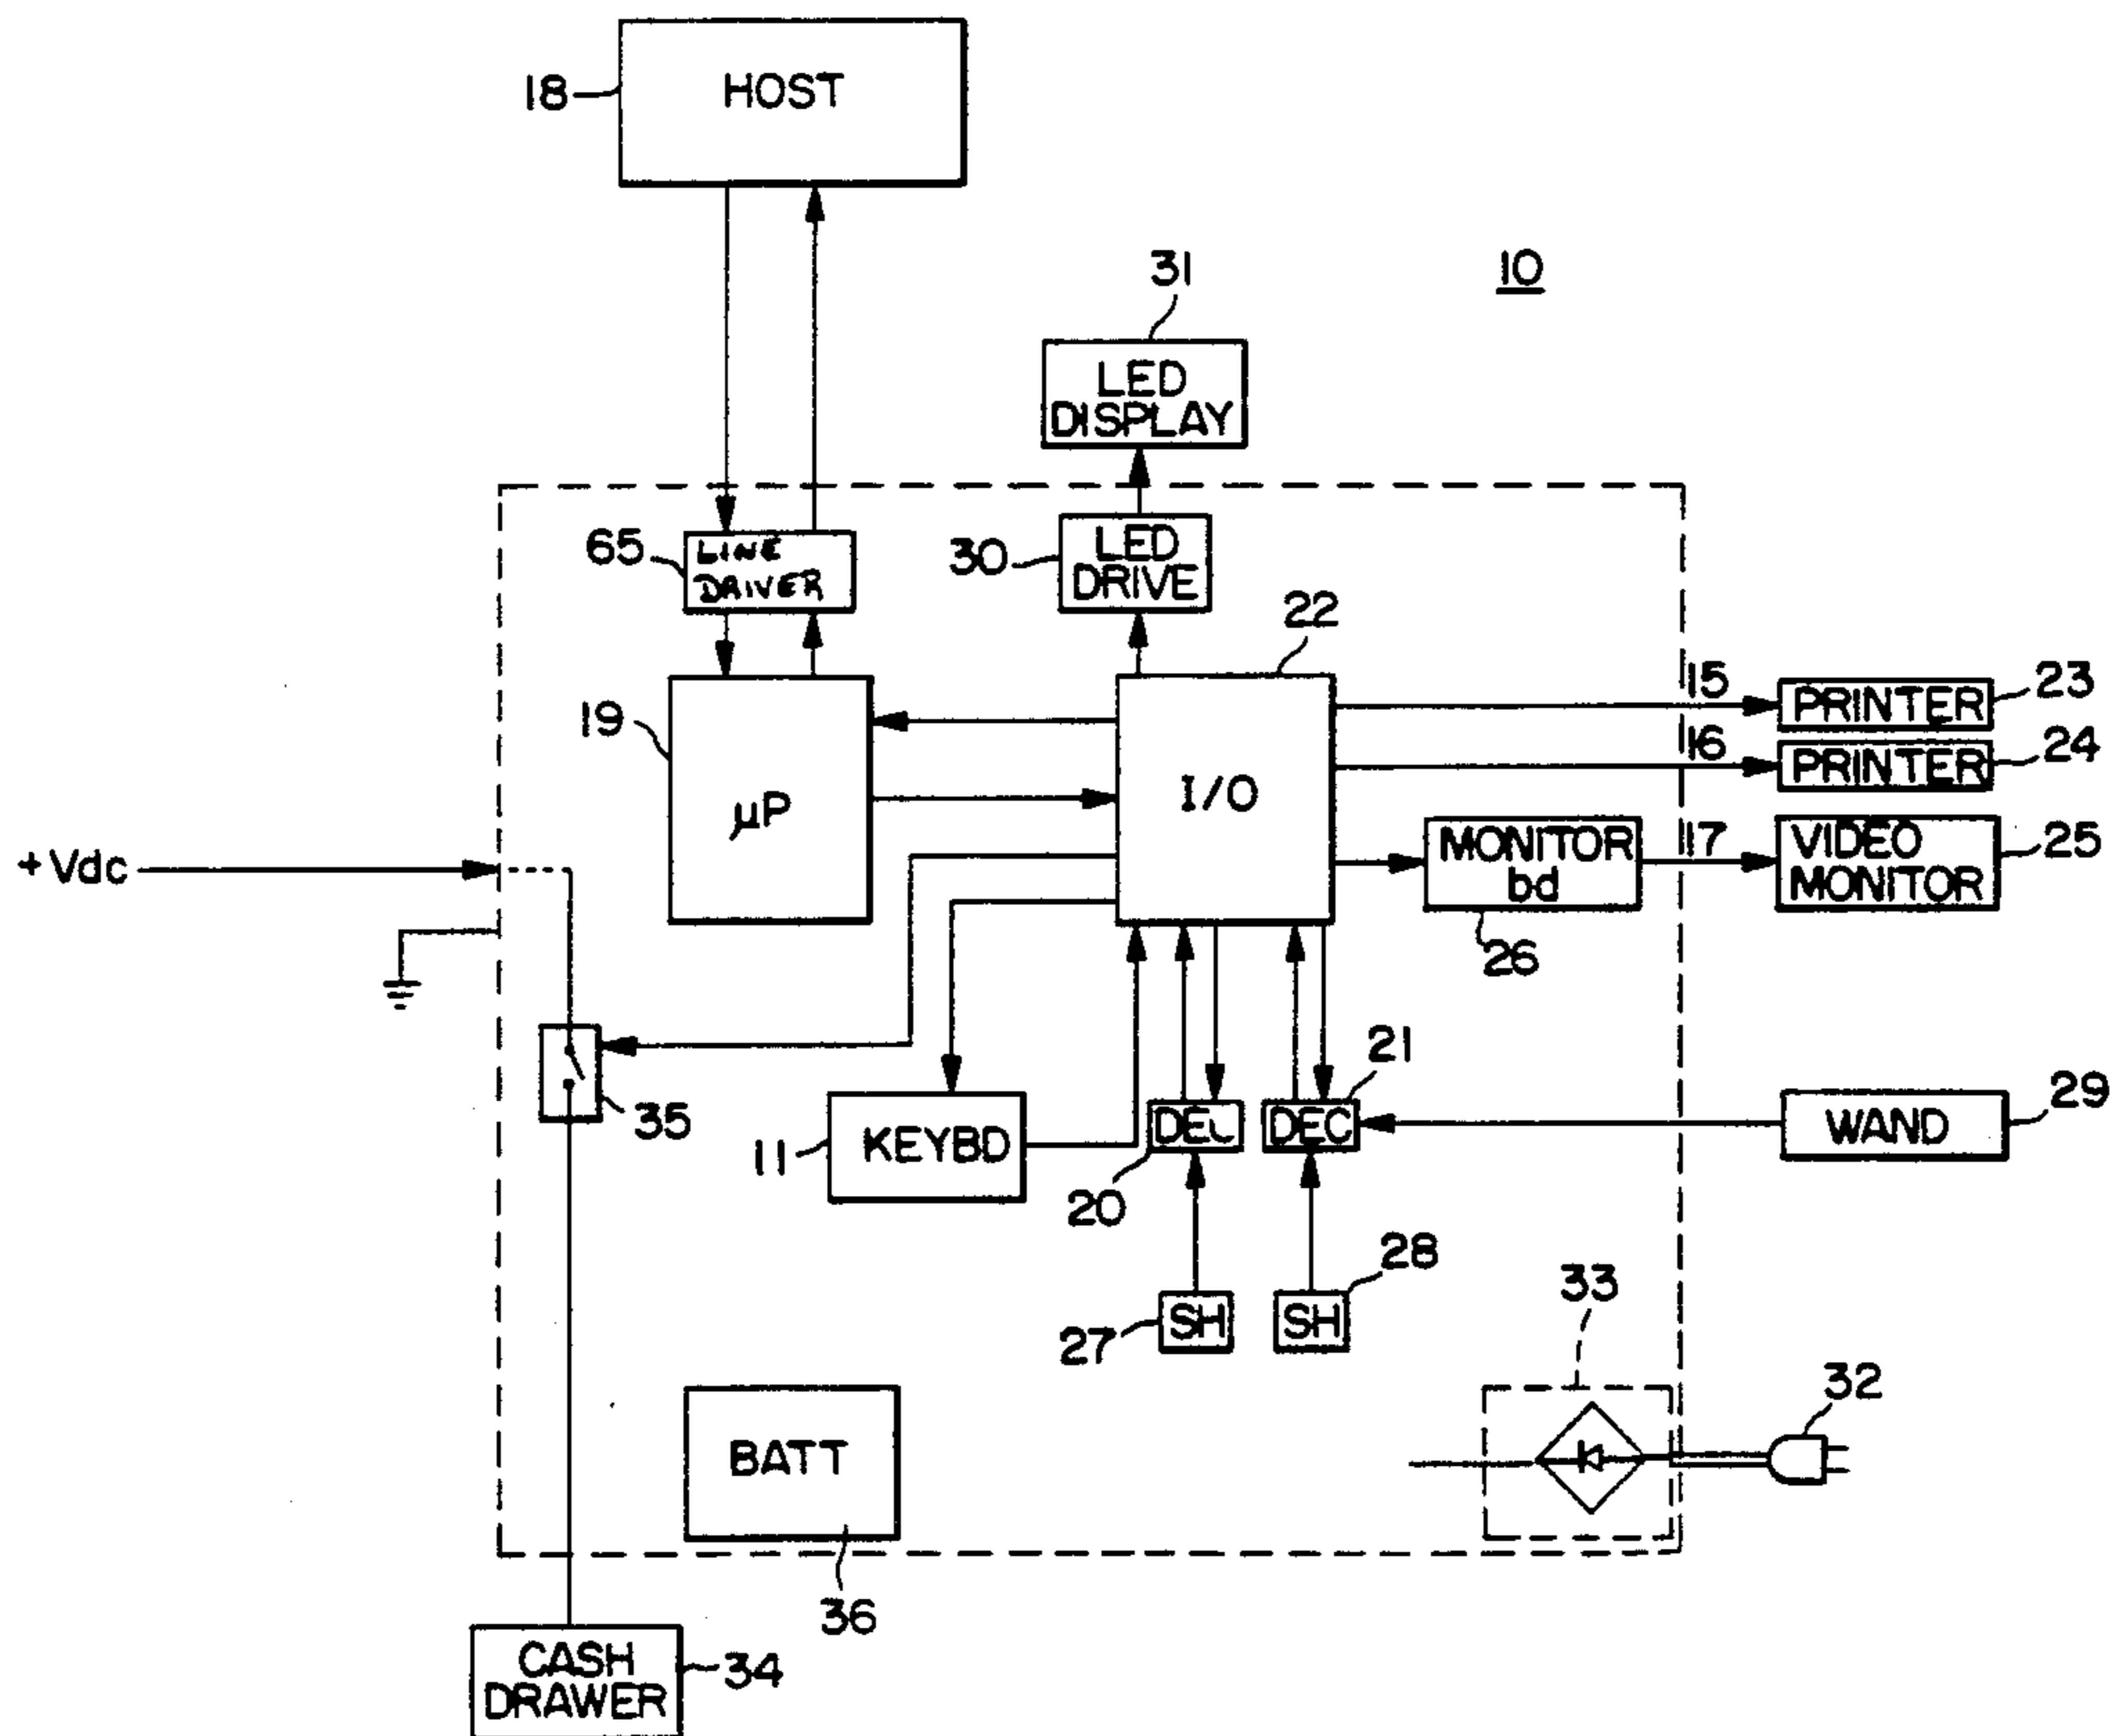 18
HOST
10
31
LED
DISPLAY
65
LINE
DRIVER
30
LED
DRIVE
22
19
µP
I/O
15
PRINTER
23
16
PRINTER
24
+Vdc
MONITOR
bd
17
VIDEO
MONITOR
25
26
35
11
KEYBD
DEC
20
DEC
21
WAND
29
27
SH
SH
28
33
32
BATT
36
CASH
DRAWER
34